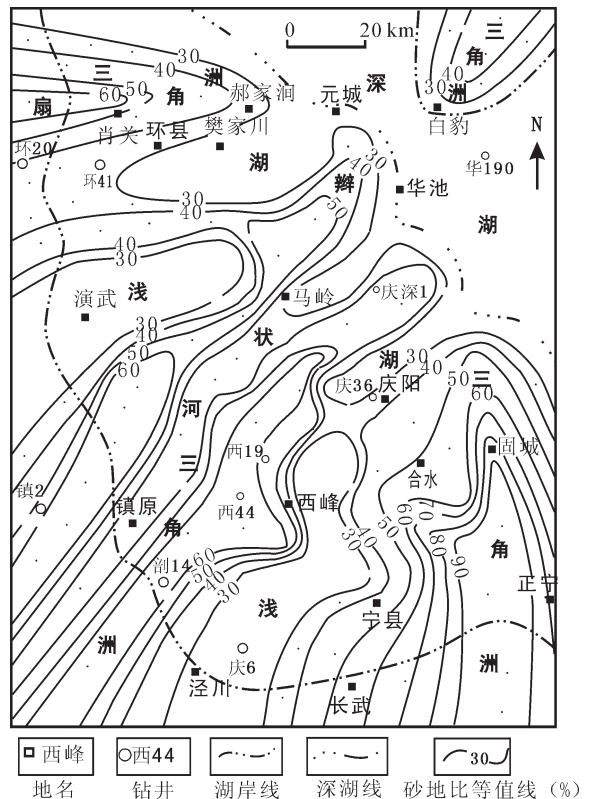 0 20 km
三 角 洲
30
40
三 角 洲
50
60
扇
肖关
郝家涧
元城
深
30
40
白豹
N
环20
环县
樊家川
环41
湖
辫
30
40
50
华池
华190
湖
30
40
40
30
演武
浅
马岭
庆深1
状
30
40
50
60
湖
30
40
50
三
60
庆36
庆阳
河
三
西19
固城
合水
镇2
镇原
西44
西峰
角
60
70
80
90
50
40
30
角
剖14
60
50
40
30
浅
宁县
正宁
洲
庆6
泾川
长武
洲
西峰
西44
30
地名
钻井
湖岸线
深湖线
砂地比等值线(%)